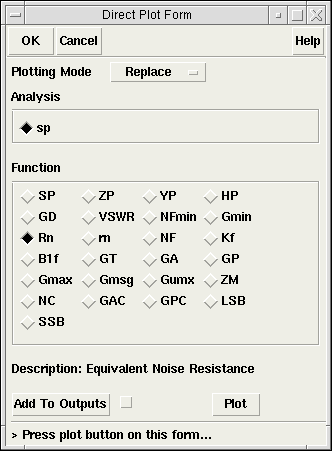 Direct Plot Form
OK Cancel Help
Plotting Mode Replace
Analysis
sp
Function
SP ZP YP HP
GD VSWR NFmin Gmin
Rn rn NF Kf
B1f GT GA GP
Gmax Gmsg Gumx ZM
NC GAC GPC LSB
SSB
Description: Equivalent Noise Resistance
Add To Outputs Plot
> Press plot button on this form...